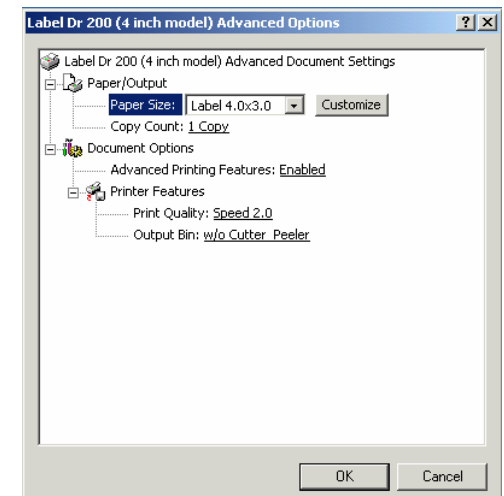 Label Dr 200 (4 inch model) Advanced Options ? X
Label Dr 200 (4 inch model) Advanced Document Settings
Paper/Output
Paper Size: Label 4.0x3.0 Customize
Copy Count: 1 Copy
Document Options
Advanced Printing Features: Enabled
Printer Features
Print Quality: Speed 2.0
Output Bin: w/o Cutter_Peeler
OK Cancel